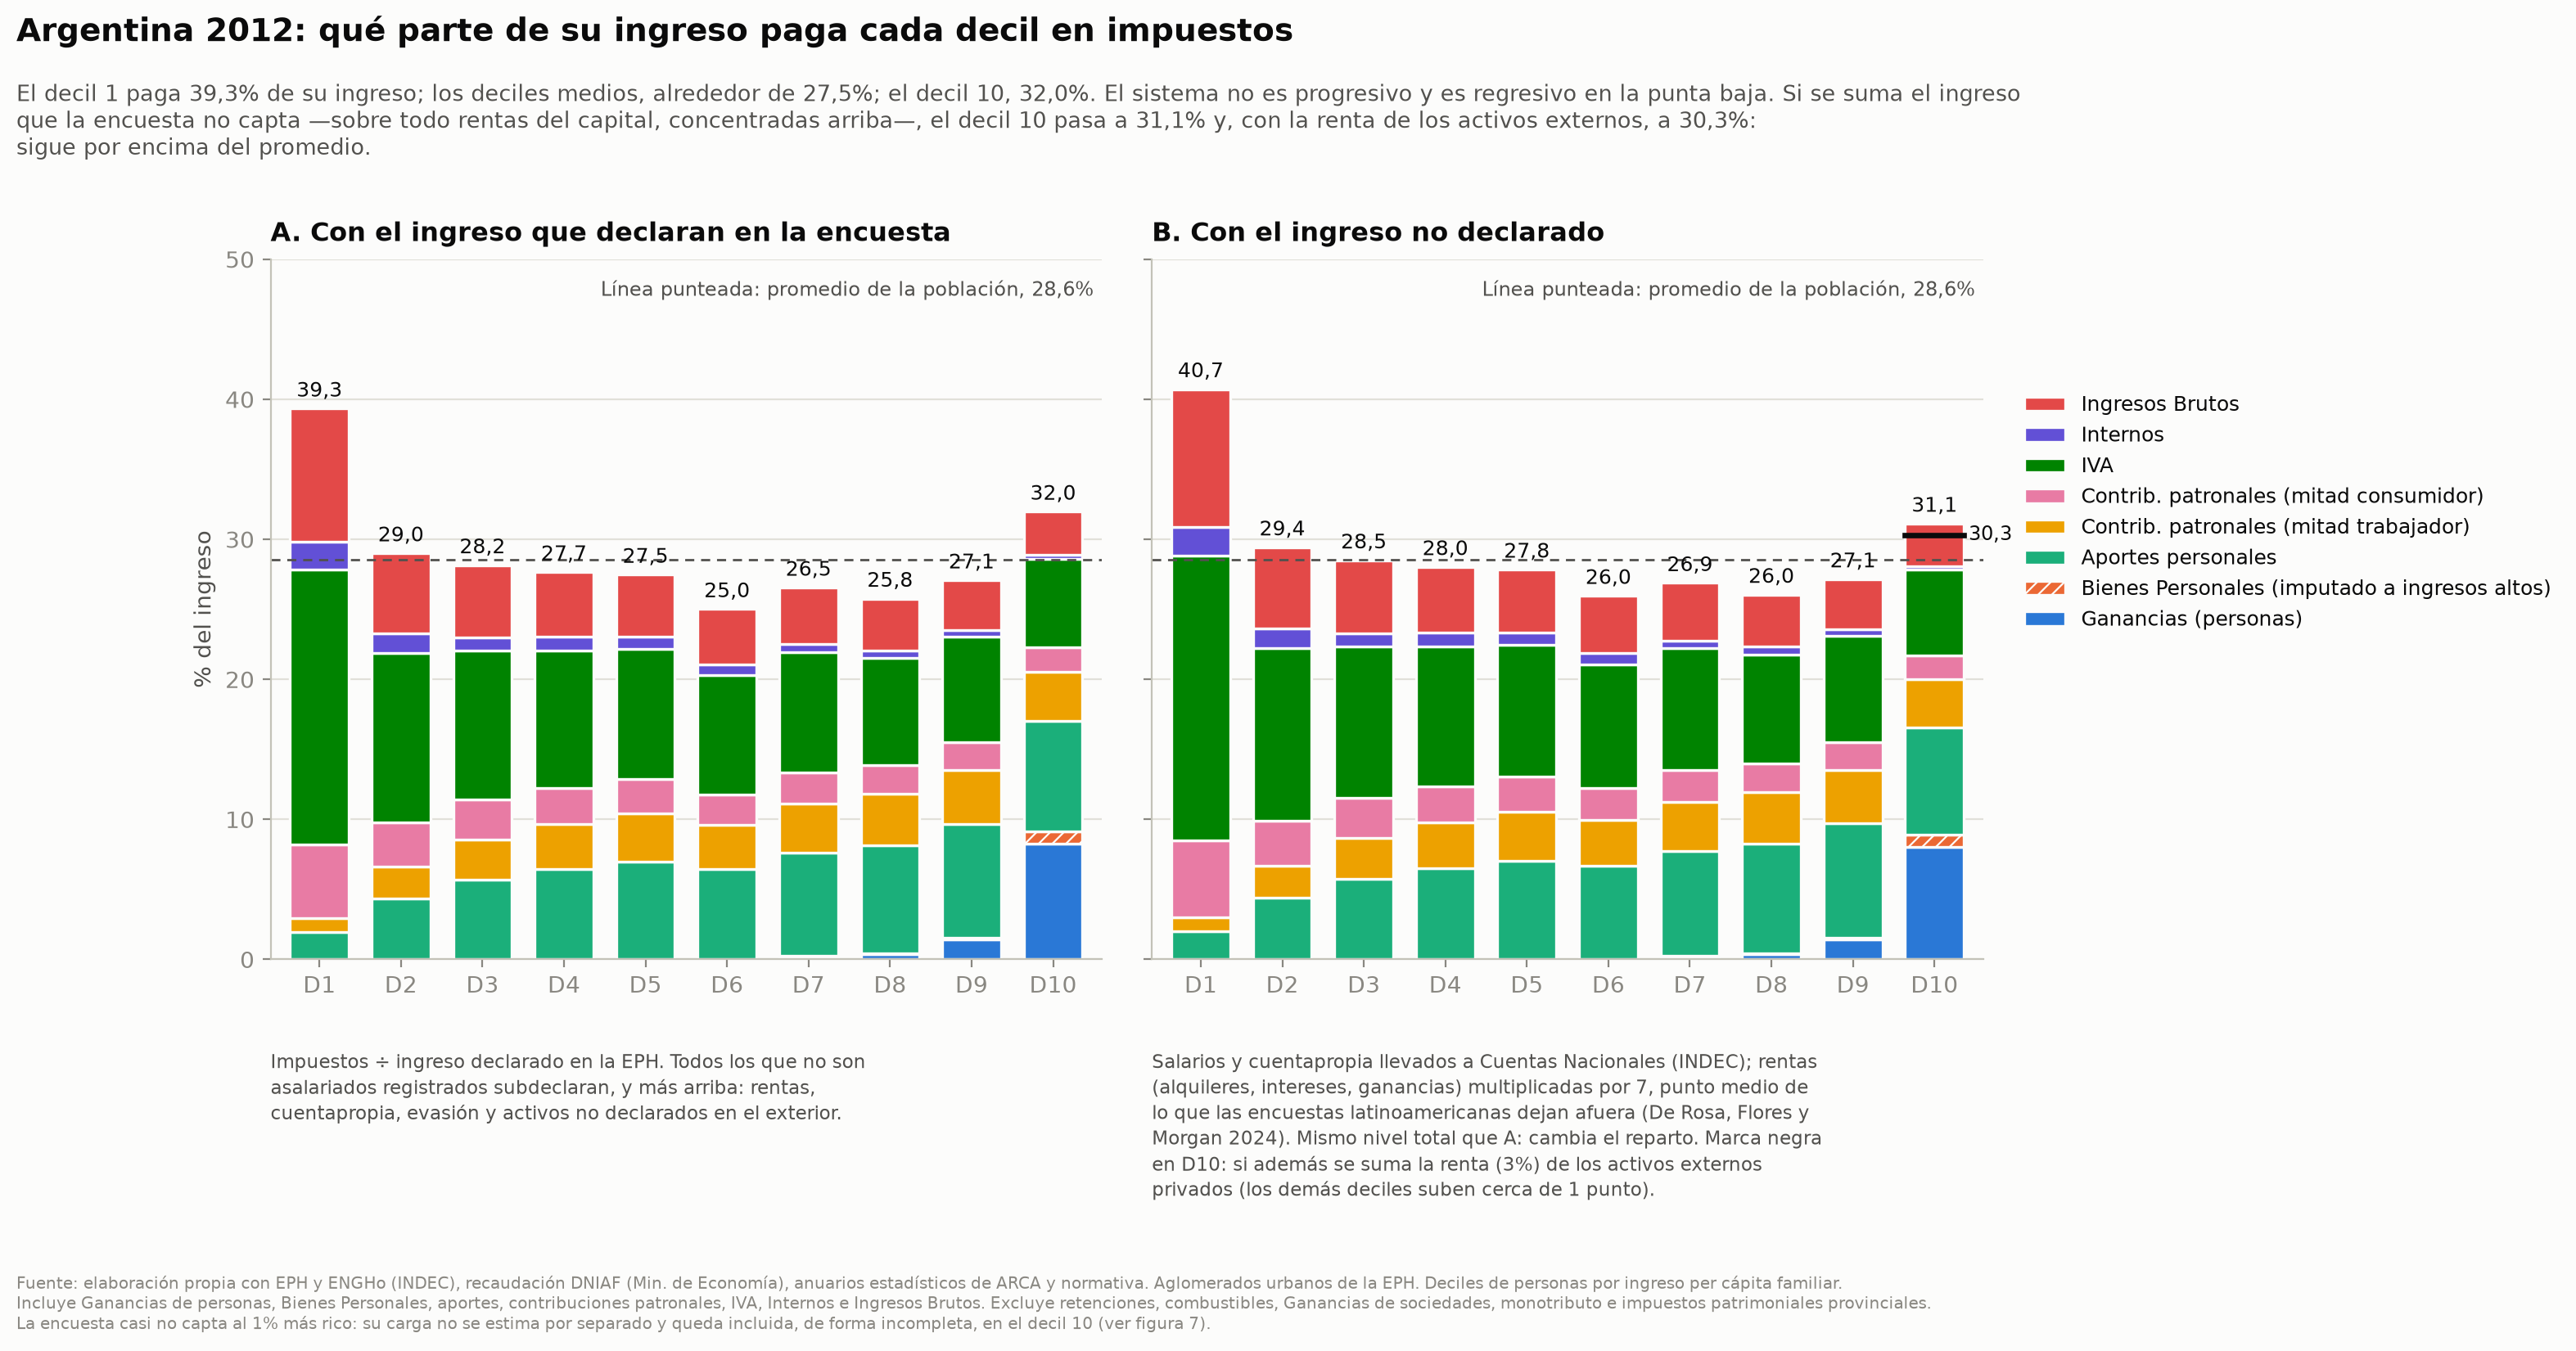 Argentina 2012: qué parte de su ingreso paga cada decil en impuestos
El decil 1 paga 39,3% de su ingreso; los deciles medios, alrededor de 27,5%; el decil 10, 32,0%. El sistema no es progresivo y es regresivo en la punta baja. Si se suma el ingreso
que la encuesta no capta —sobre todo rentas del capital, concentradas arriba—, el decil 10 pasa a 31,1% y, con la renta de los activos externos, a 30,3%:
sigue por encima del promedio.
A. Con el ingreso que declaran en la encuesta
Línea punteada: promedio de la población, 28,6%
% del ingreso
50
40
30
20
10
0
39,3
29,0
28,2
27,7
27,5
25,0
26,5
25,8
27,1
32,0
D1 D2 D3 D4 D5 D6 D7 D8 D9 D10
Impuestos ÷ ingreso declarado en la EPH. Todos los que no son
asalariados registrados subdeclaran, y más arriba: rentas,
cuentapropia, evasión y activos no declarados en el exterior.
B. Con el ingreso no declarado
Línea punteada: promedio de la población, 28,6%
40,7
29,4
28,5
28,0
27,8
26,0
26,9
26,0
27,1
31,1
30,3
D1 D2 D3 D4 D5 D6 D7 D8 D9 D10
Salarios y cuentapropia llevados a Cuentas Nacionales (INDEC); rentas
(alquileres, intereses, ganancias) multiplicadas por 7, punto medio de
lo que las encuestas latinoamericanas dejan afuera (De Rosa, Flores y
Morgan 2024). Mismo nivel total que A: cambia el reparto. Marca negra
en D10: si además se suma la renta (3%) de los activos externos
privados (los demás deciles suben cerca de 1 punto).
Ingresos Brutos
Internos
IVA
Contrib. patronales (mitad consumidor)
Contrib. patronales (mitad trabajador)
Aportes personales
Bienes Personales (imputado a ingresos altos)
Ganancias (personas)
Fuente: elaboración propia con EPH y ENGHo (INDEC), recaudación DNIAF (Min. de Economía), anuarios estadísticos de ARCA y normativa. Aglomerados urbanos de la EPH. Deciles de personas por ingreso per cápita familiar.
Incluye Ganancias de personas, Bienes Personales, aportes, contribuciones patronales, IVA, Internos e Ingresos Brutos. Excluye retenciones, combustibles, Ganancias de sociedades, monotributo e impuestos patrimoniales provinciales.
La encuesta casi no capta al 1% más rico: su carga no se estima por separado y queda incluida, de forma incompleta, en el decil 10 (ver figura 7).